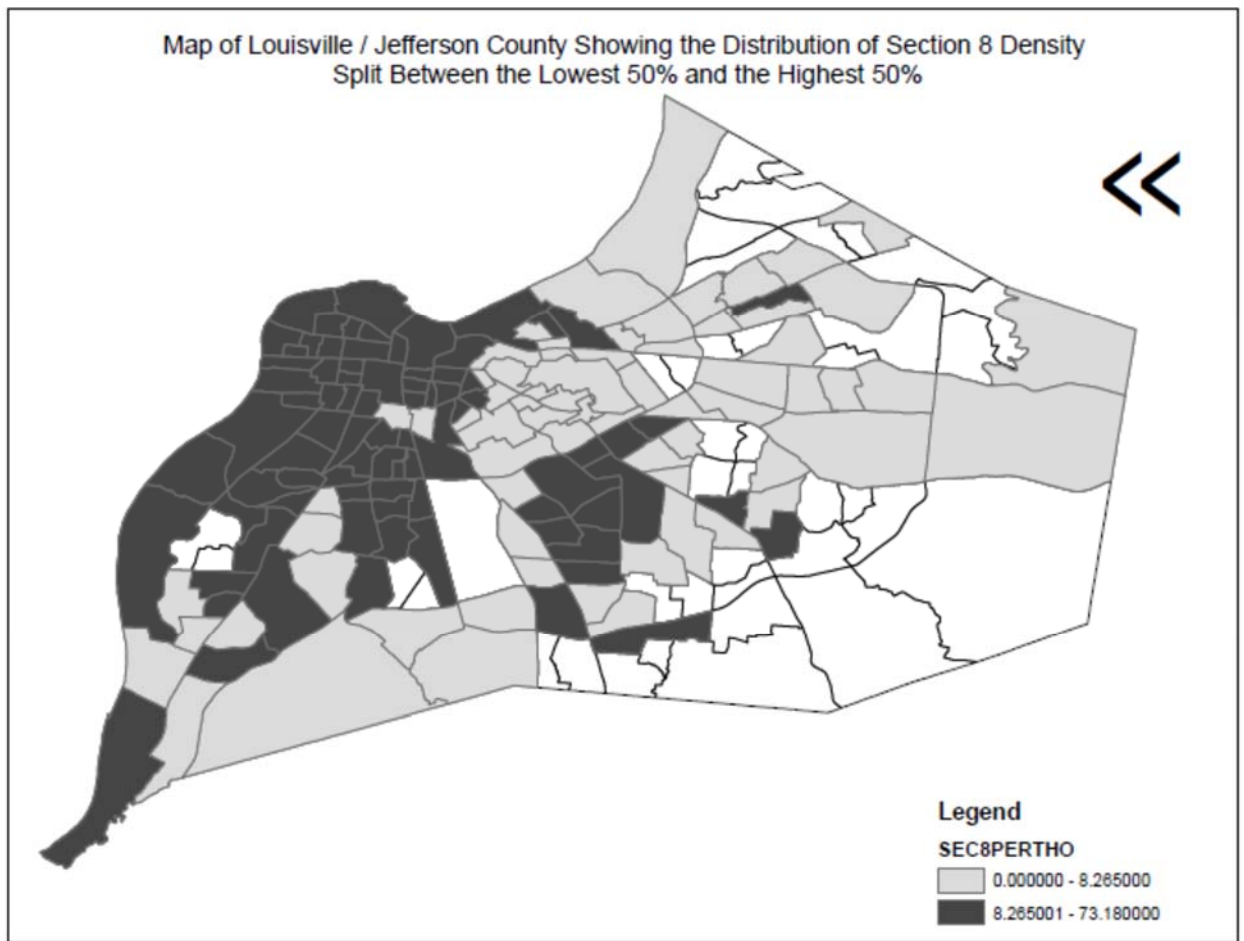 Map of Louisville / Jefferson County Showing the Distribution of Section 8 Density
Split Between the Lowest 50% and the Highest 50%
<<
Legend
SEC8PERTHO
0.000000 - 8.265000
8.265001 - 73.180000